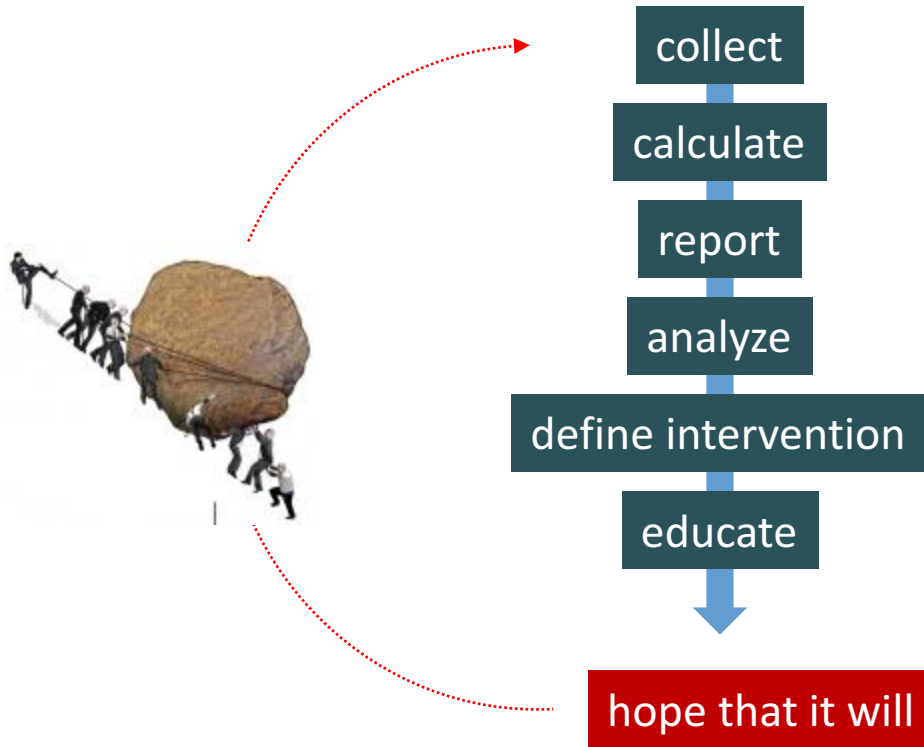 collect
calculate
report
analyze
define intervention
educate
hope that it will